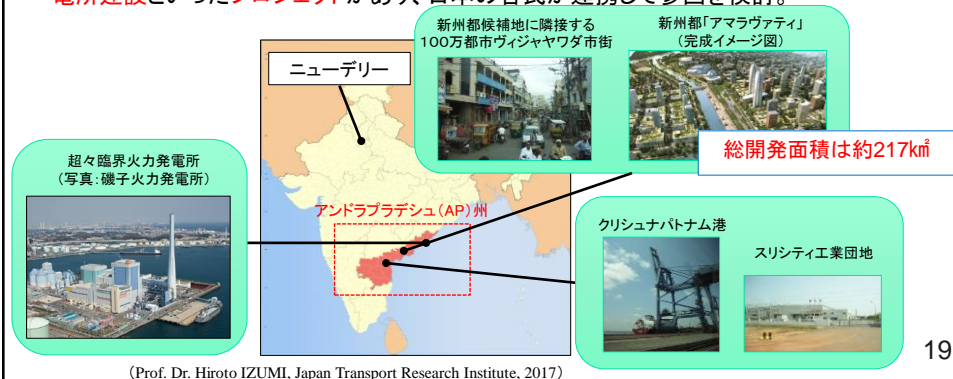 電所建設といったプロジェクトがあり、日本の官民が連携して参画を検討。
新州都候補地に隣接する
100万都市ヴィジャヤワダ市街
新州都「アマラヴァティ」
(完成イメージ図)
ニューデリー
総開発面積は約217k㎡
超々臨界火力発電所
(写真:磯子火力発電所)
アンドラプラデシュ(AP)州
クリシュナパトナム港
スリシティ工業団地
19
(Prof. Dr. Hiroto IZUMI, Japan Transport Research Institute, 2017)